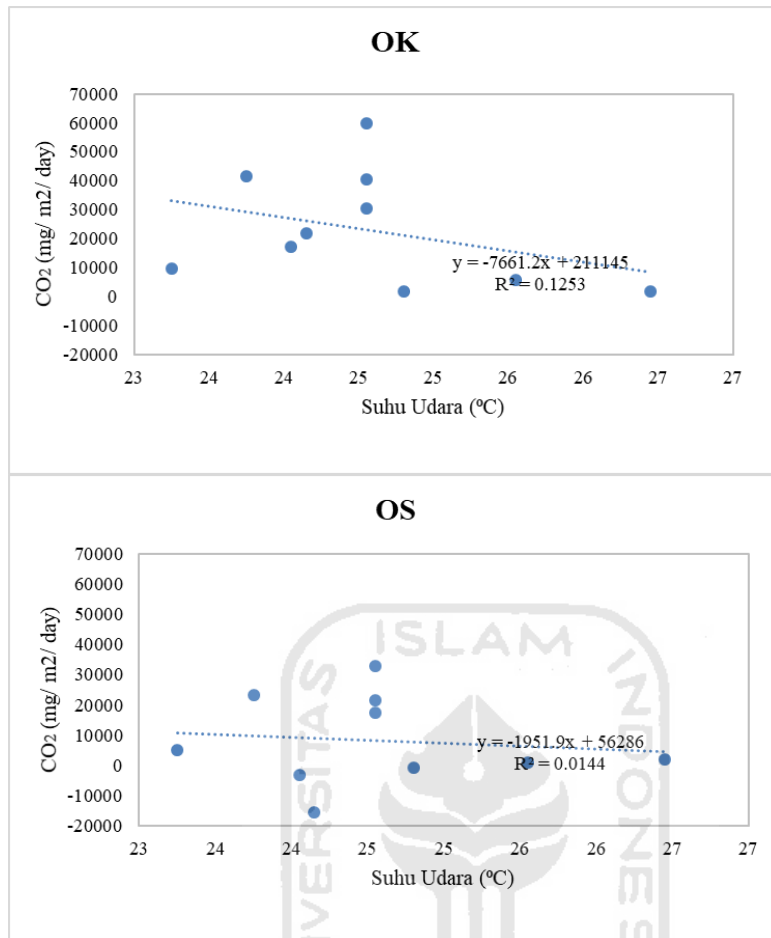 OK
70000
60000
50000
40000
30000
20000
10000
0
-10000
-20000
CO2 (mg/ m2/ day)
y = -7661.2x + 211145
R² = 0.1253
23 24 24 25 25 26 26 27 27
Suhu Udara (ºC)
OS
70000
60000
50000
40000
30000
20000
10000
0
-10000
-20000
CO2 (mg/ m2/ day)
ISLAM
y = -1951.9x + 56286
R² = 0.0144
23 24 24 25 25 26 26 27 27
Suhu Udara (ºC)